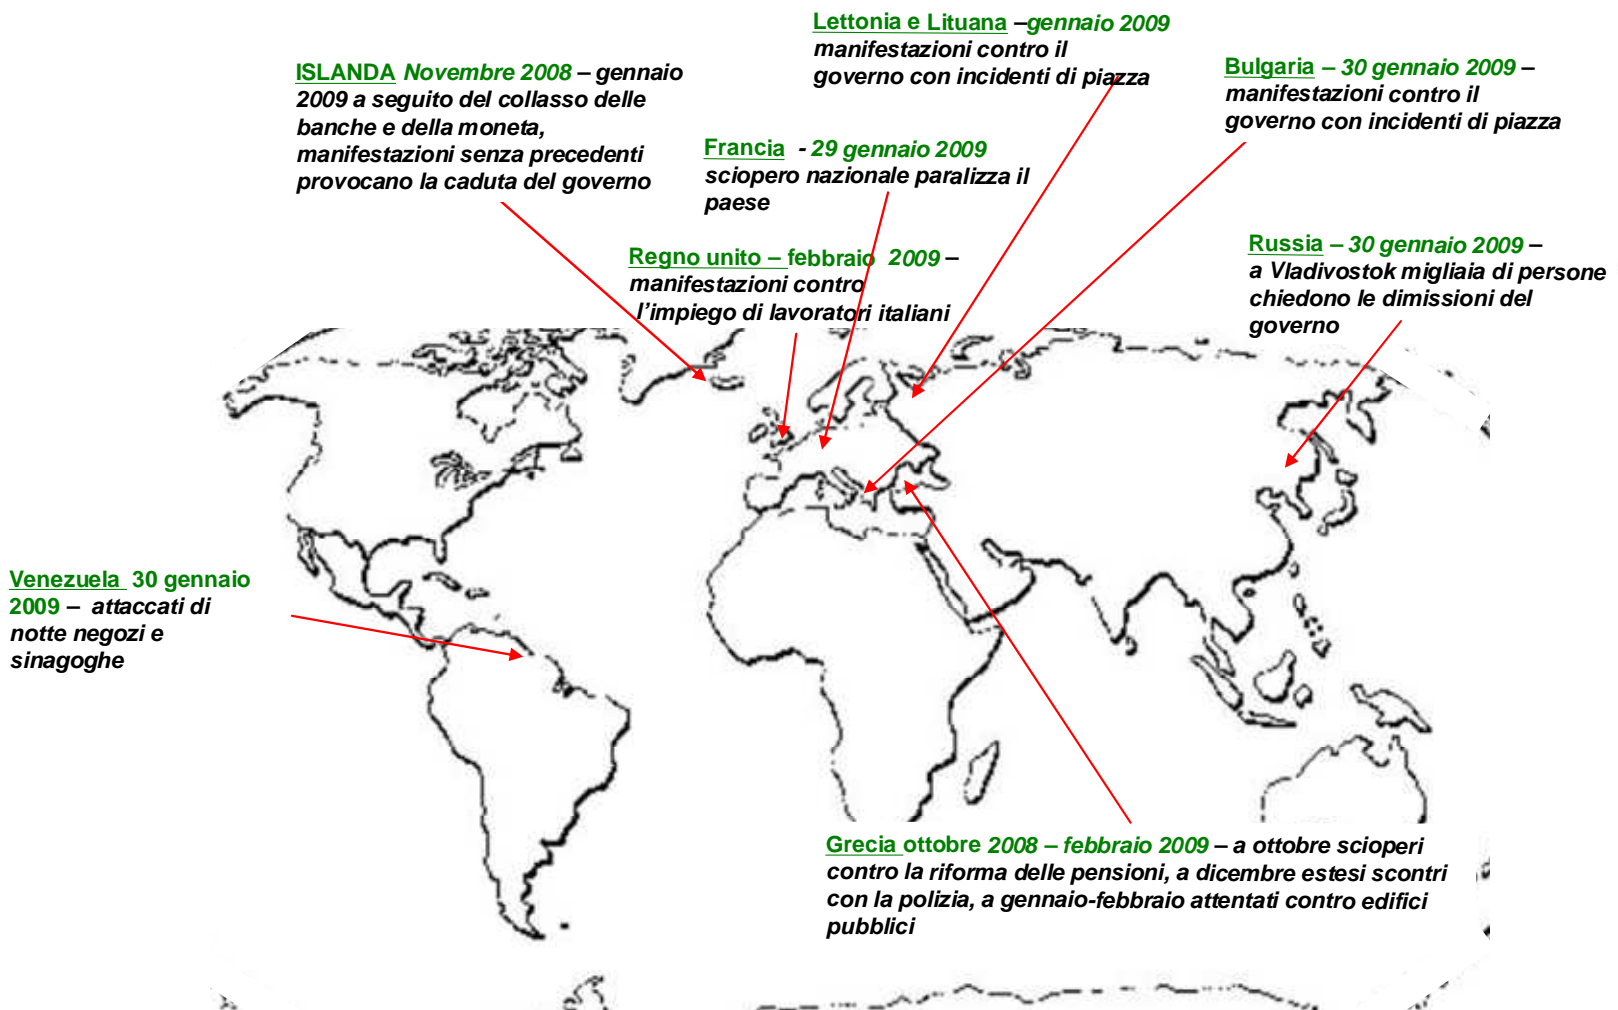 Lettonia e Lituana –gennaio 2009
manifestazioni contro il
governo con incidenti di piazza
ISLANDA Novembre 2008 – gennaio
2009 a seguito del collasso delle
banche e della moneta,
manifestazioni senza precedenti
provocano la caduta del governo
Bulgaria – 30 gennaio 2009 –
manifestazioni contro il
governo con incidenti di piazza
Francia - 29 gennaio 2009
sciopero nazionale paralizza il
paese
Regno unito – febbraio 2009 –
manifestazioni contro
l'impiego di lavoratori italiani
Russia – 30 gennaio 2009 –
a Vladivostok migliaia di persone
chiedono le dimissioni del
governo
Venezuela 30 gennaio
2009 – attaccati di
notte negozi e
sinagoghe
Grecia ottobre 2008 – febbraio 2009 – a ottobre scioperi
contro la riforma delle pensioni, a dicembre estesi scontri
con la polizia, a gennaio-febbraio attentati contro edifici
pubblici